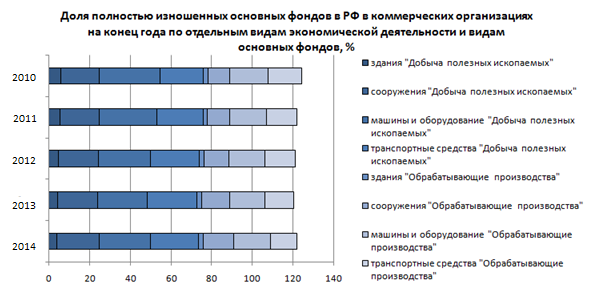 Доля полностью изношенных основных фондов в РФ в коммерческих организациях
на конец года по отдельным видам экономической деятельности и видам
основных фондов, %
2010
2011
2012
2013
2014
0 20 40 60 80 100 120 140
здания "Добыча полезных ископаемых"
сооружения "Добыча полезных ископаемых"
машины и оборудование "Добыча полезных
ископаемых"
транспортные средства "Добыча полезных
ископаемых"
здания "Обрабатывающие производства"
сооружения "Обрабатывающие производства"
машины и оборудование "Обрабатывающие
производства"
транспортные средства "Обрабатывающие
производства"